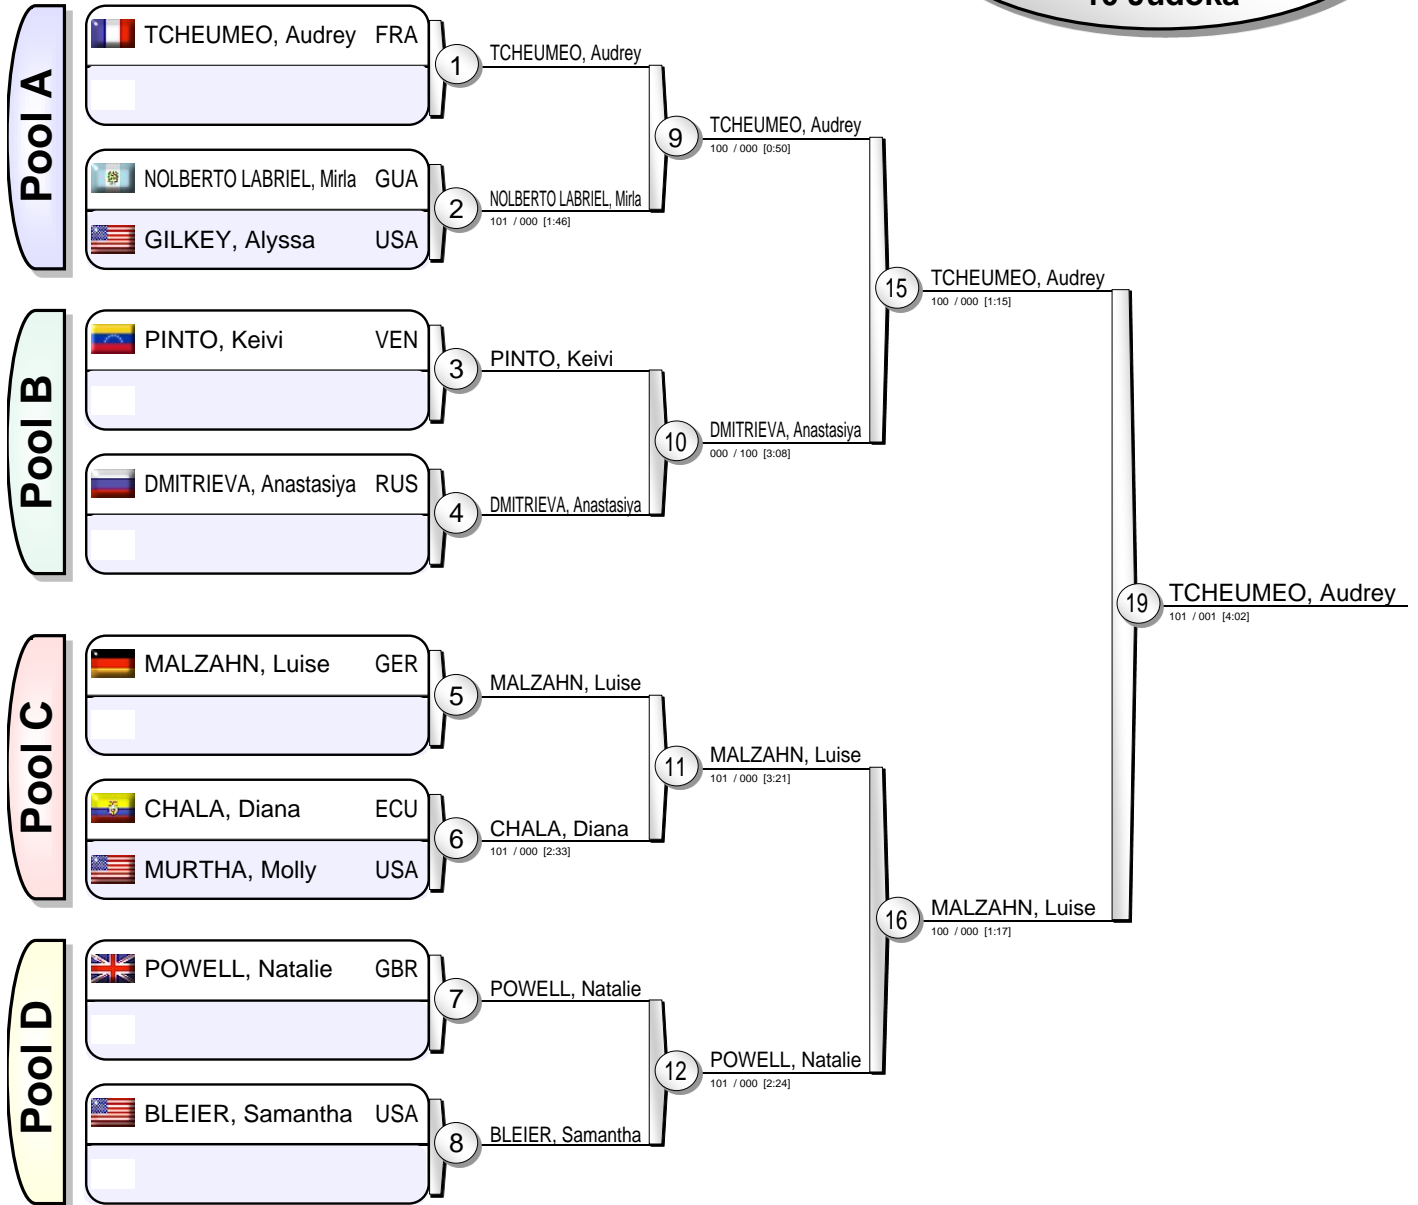 10 Judoka
Pool A
TCHEUMEO, Audrey FRA
NOLBERTO LABRIEL, Mirla GUA
GILKEY, Alyssa USA
1
TCHEUMEO, Audrey
2
NOLBERTO LABRIEL, Mirla
101 / 000 [1:46]
9
TCHEUMEO, Audrey
100 / 000 [0:50]
Pool B
PINTO, Keivi VEN
DMITRIEVA, Anastasiya RUS
3
PINTO, Keivi
4
DMITRIEVA, Anastasiya
10
DMITRIEVA, Anastasiya
000 / 100 [3:08]
15
TCHEUMEO, Audrey
100 / 000 [1:15]
Pool C
MALZAHN, Luise GER
CHALA, Diana ECU
MURTHA, Molly USA
5
MALZAHN, Luise
6
CHALA, Diana
101 / 000 [2:33]
11
MALZAHN, Luise
101 / 000 [3:21]
Pool D
POWELL, Natalie GBR
BLEIER, Samantha USA
7
POWELL, Natalie
8
BLEIER, Samantha
12
POWELL, Natalie
101 / 000 [2:24]
16
MALZAHN, Luise
100 / 000 [1:17]
19
TCHEUMEO, Audrey
101 / 001 [4:02]